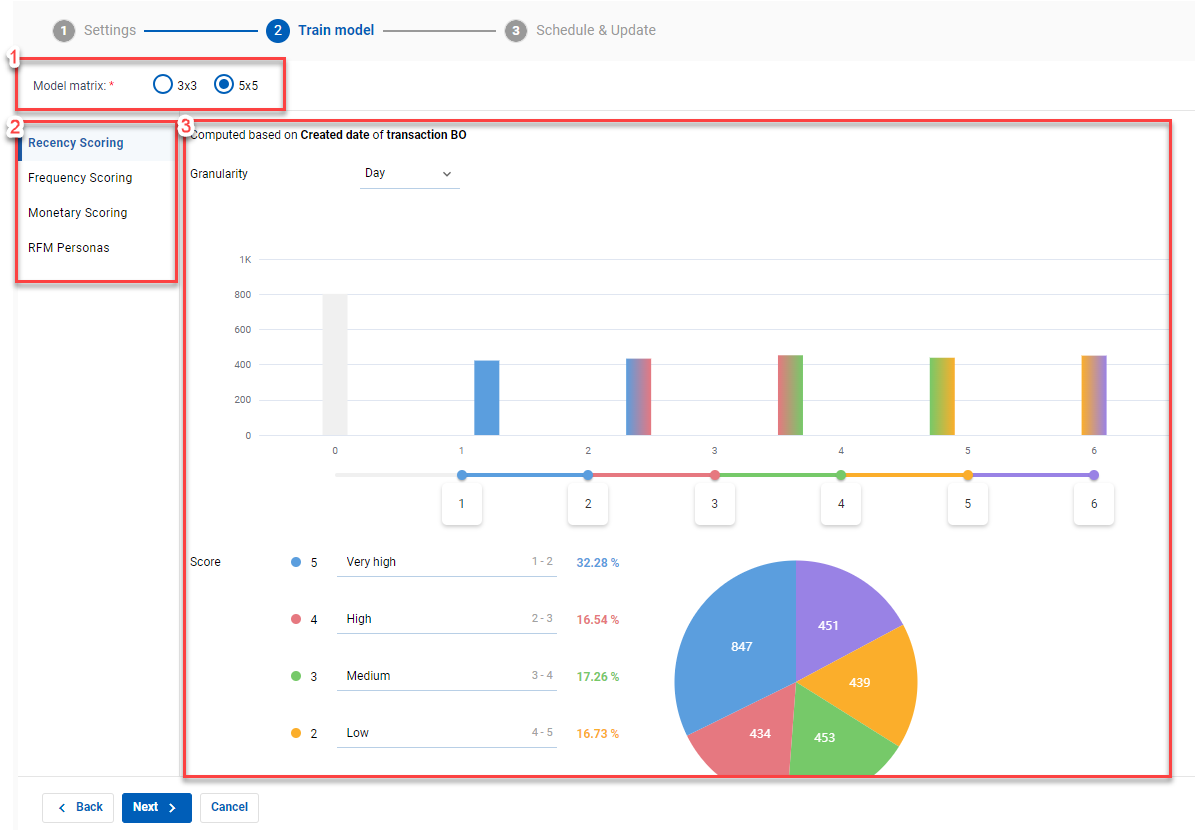 1 Settings 2 Train model 3 Schedule & Update
1
Model matrix: * 3x3 5x5
2
3
Computed based on Created date of transaction BO
Recency Scoring
Frequency Scoring
Monetary Scoring
RFM Personas
Granularity Day
1K
800
600
400
200
0
0 1 2 3 4 5 6
1 2 3 4 5 6
Score
5 Very high 1 - 2 32.28 %
4 High 2 - 3 16.54 %
3 Medium 3 - 4 17.26 %
2 Low 4 - 5 16.73 %
451
847
439
434
453
Back Next Cancel